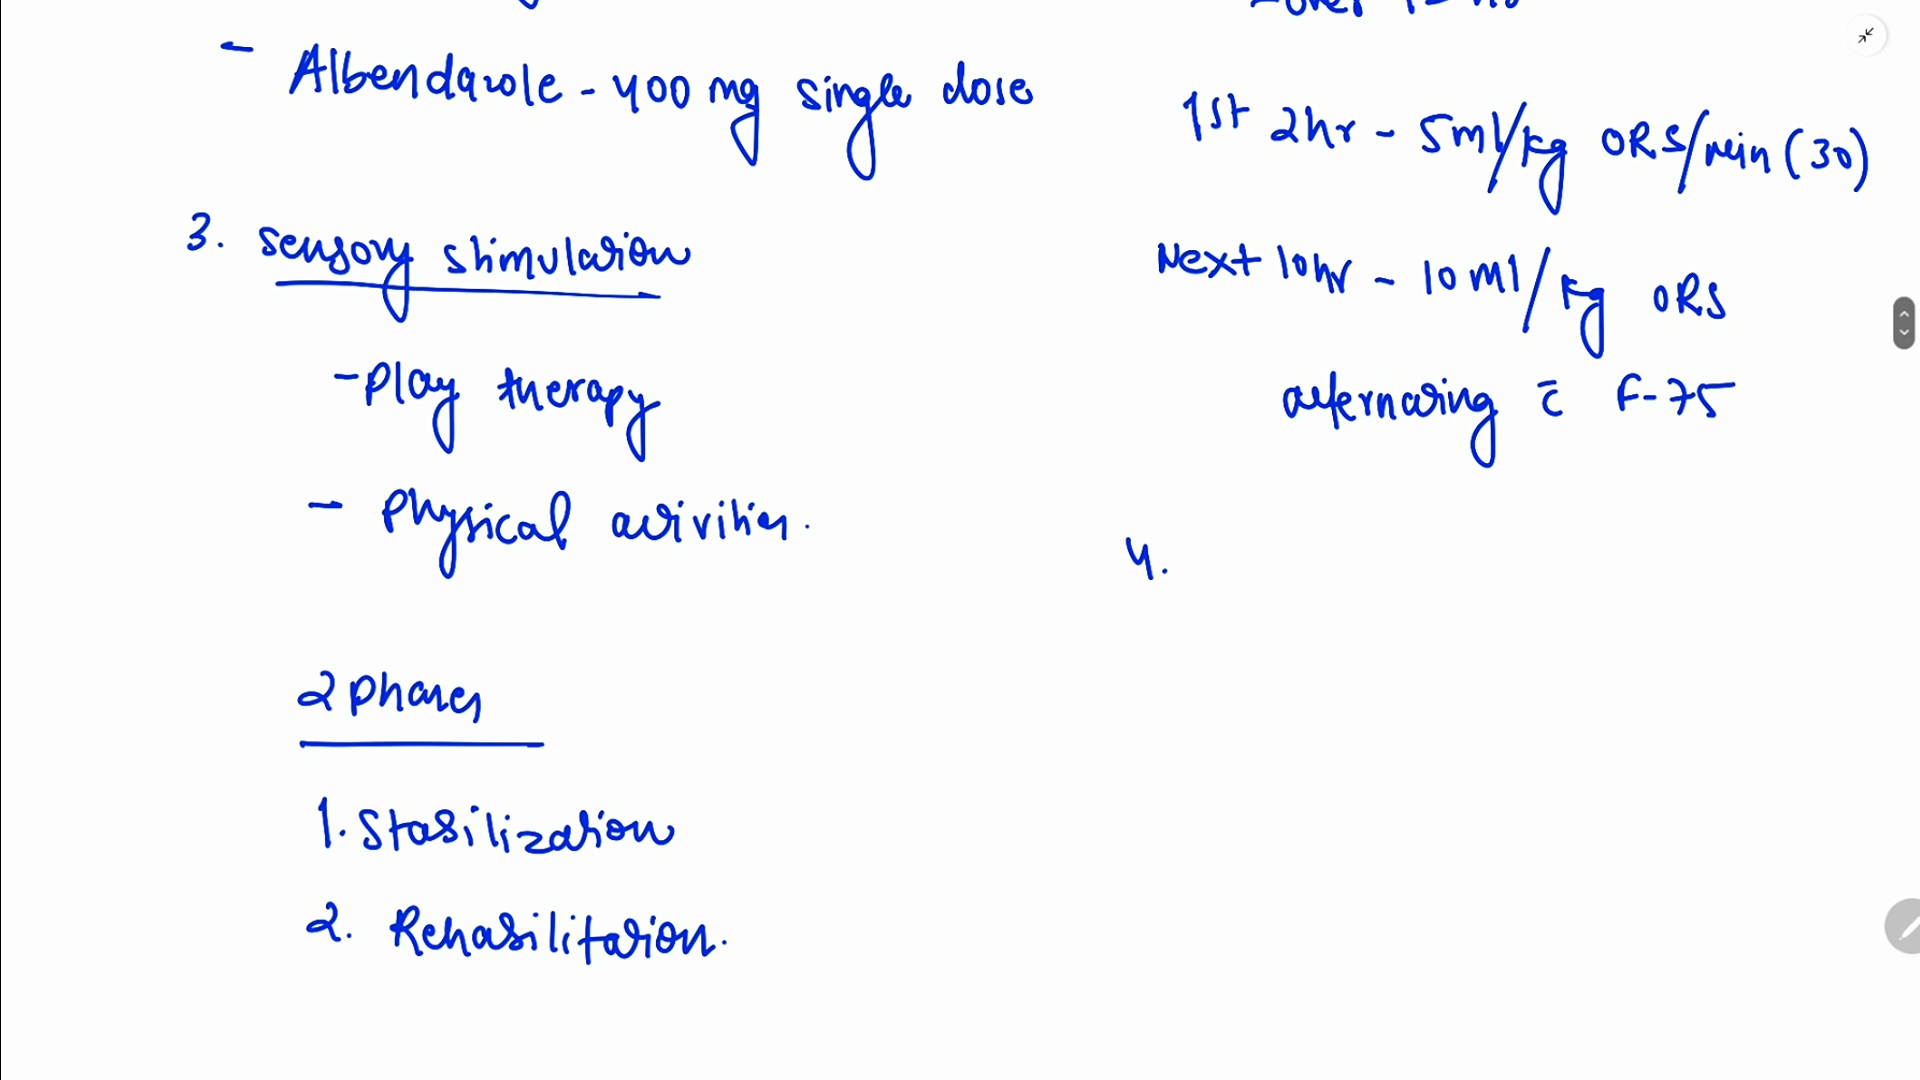 - Albendazole - 400 mg single dose
3. sensory stimulation
- play therapy
- physical activities.
2 phases
1. Stabilization
2. Rehabilitation.
1st 2hr - 5ml/kg ORS/min (30)
Next 10hr - 10 ml/kg ORS
alternating c̄ F-75
4.